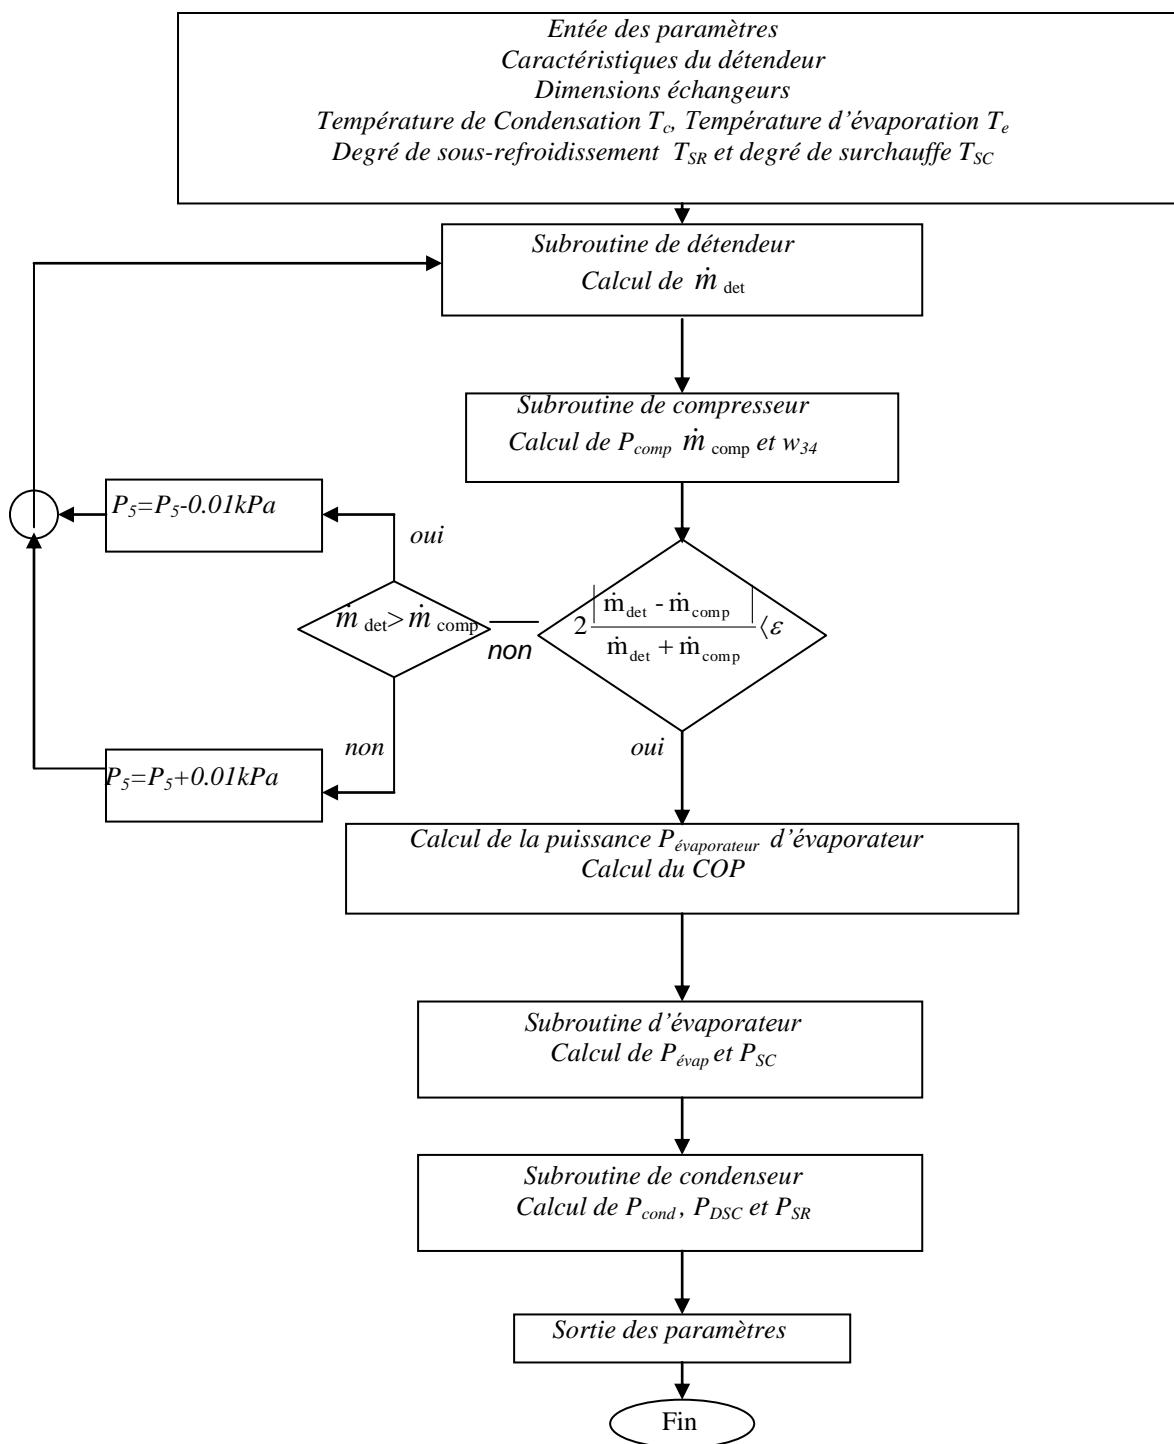 Entée des paramètres
Caractéristiques du détendeur
Dimensions échangeurs
Température de Condensation T_c, Température d'évaporation T_e
Degré de sous-refroidissement T_SR et degré de surchauffe T_SC
Subroutine de détendeur
Calcul de ṁ det
Subroutine de compresseur
Calcul de P_comp ṁ comp et w_34
P_5=P_5-0.01kPa
oui
ṁ det> ṁ comp
non
2 |ṁ_det - ṁ_comp| / ṁ_det + ṁ_comp ⟨ε
non
oui
P_5=P_5+0.01kPa
Calcul de la puissance P_évaporateur d'évaporateur
Calcul du COP
Subroutine d'évaporateur
Calcul de P_évap et P_SC
Subroutine de condenseur
Calcul de P_cond, P_DSC et P_SR
Sortie des paramètres
Fin